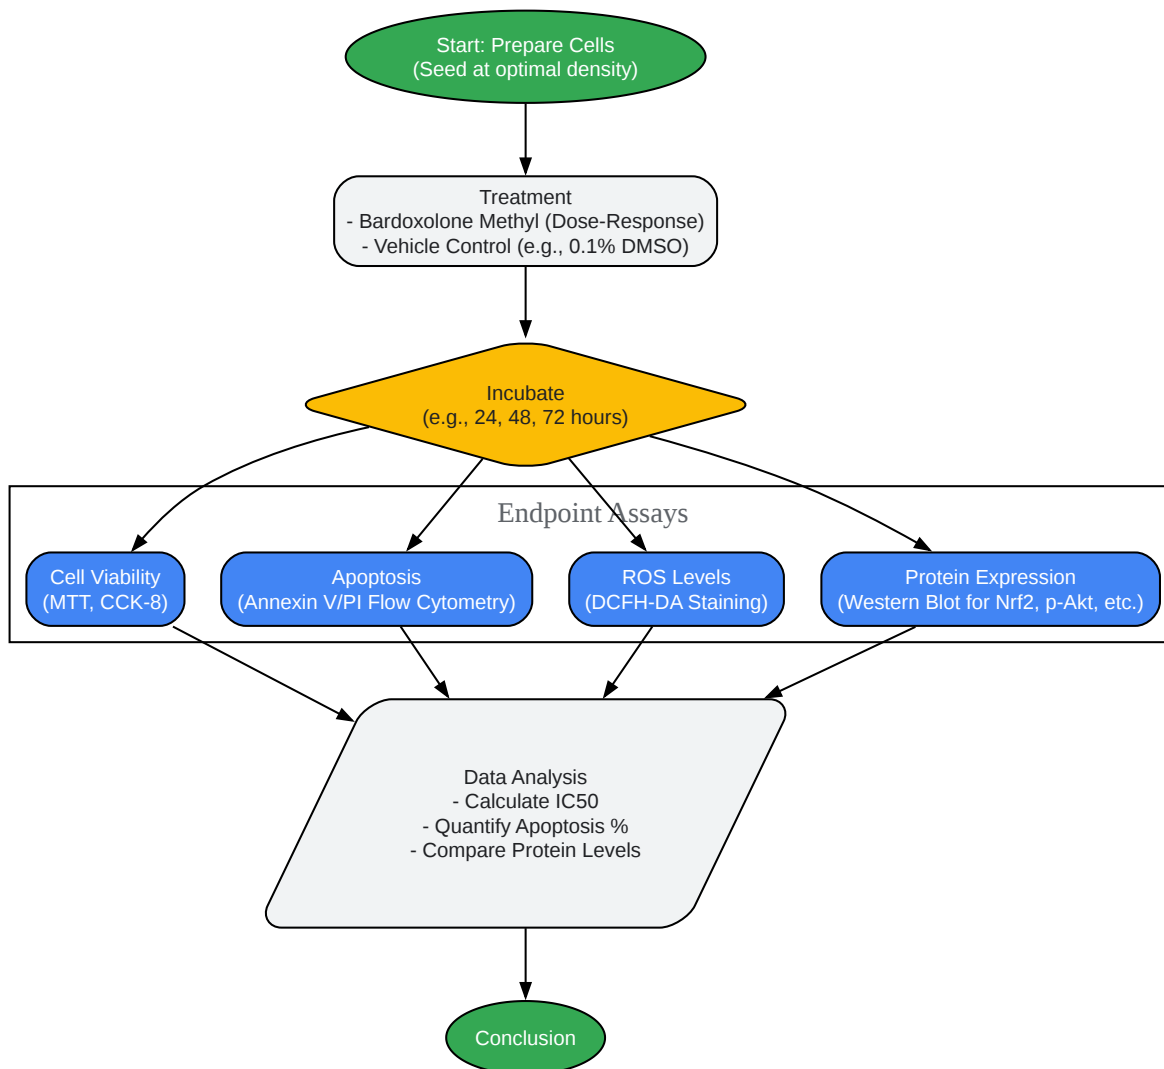 Start: Prepare Cells
(Seed at optimal density)
Treatment
- Bardoxolone Methyl (Dose-Response)
- Vehicle Control (e.g., 0.1% DMSO)
Incubate
(e.g., 24, 48, 72 hours)
Endpoint Assays
Cell Viability
(MTT, CCK-8)
Apoptosis
(Annexin V/PI Flow Cytometry)
ROS Levels
(DCFH-DA Staining)
Protein Expression
(Western Blot for Nrf2, p-Akt, etc.)
Data Analysis
- Calculate IC50
- Quantify Apoptosis %
- Compare Protein Levels
Conclusion